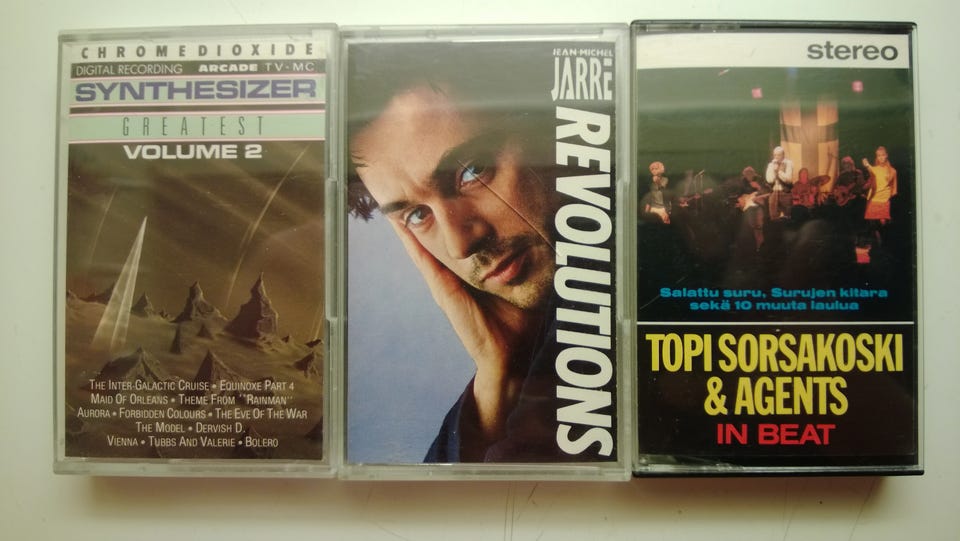 CHROMEDIOXIDE
DIGITAL RECORDING ARCADE TV-MC
SYNTHESIZER
GREATEST
VOLUME 2
THE INTER-GALACTIC CRUISE • EQUINOXE PART 4
MAID OF ORLEANS • THEME FROM "RAINMAN"
AURORA • FORBIDDEN COLOURS • THE EVE OF THE WAR
THE MODEL • DERVISH D.
VIENNA • TUBBS AND VALERIE • BOLERO
JEAN-MICHEL
JARRE
REVOLUTIONS
stereo
Salattu suru, Surujen kitara
sekä 10 muuta laulua
TOPI SORSAKOSKI
& AGENTS
IN BEAT